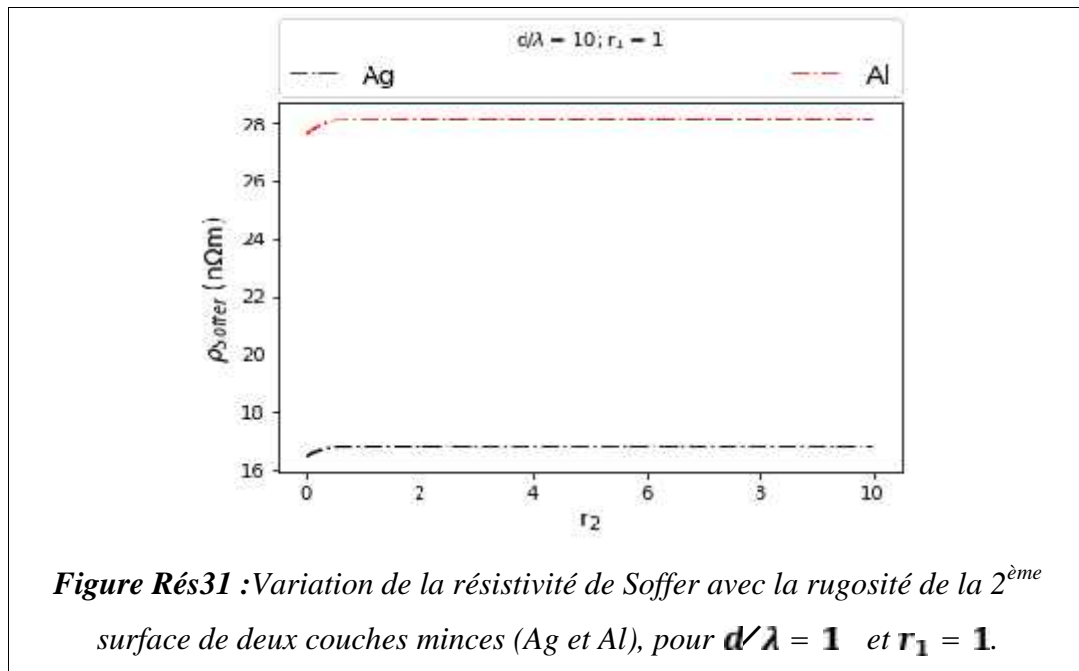 d/λ = 10; r₁ = 1
Ag
Al
ρSoffer (nΩm)
28
26
24
22
20
18
16
0
2
4
6
8
10
r₂
Figure Rés31 :Variation de la résistivité de Soffer avec la rugosité de la 2ème
surface de deux couches minces (Ag et Al), pour d/λ = 1 et r₁ = 1.